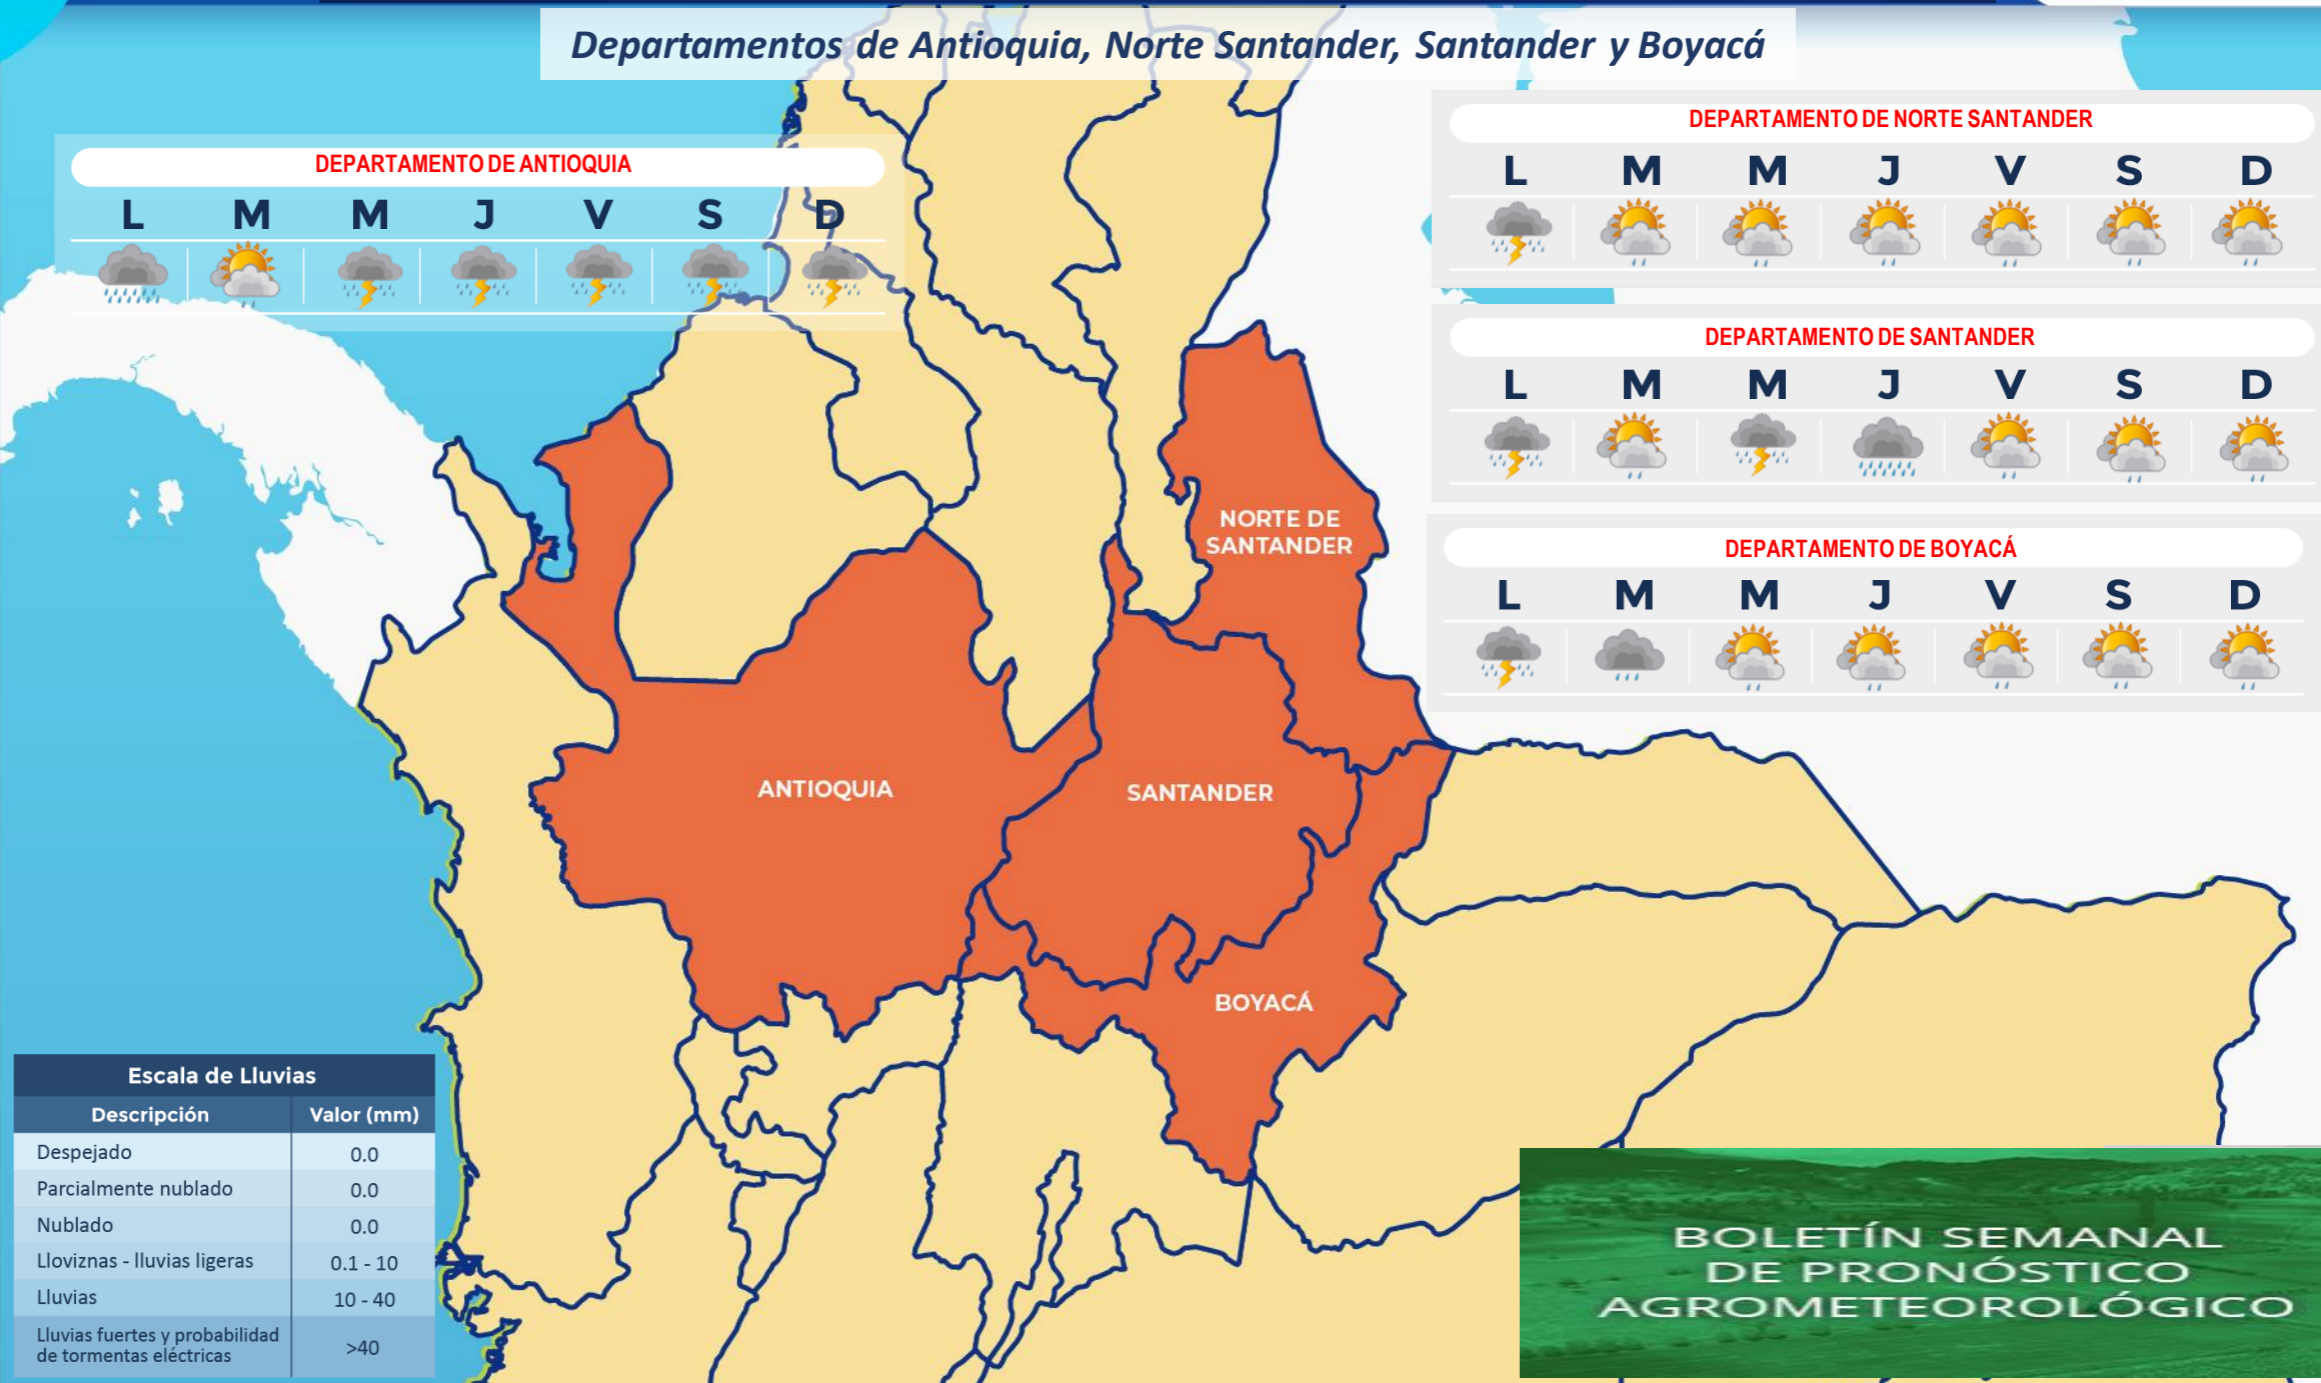 Departamentos de Antioquia, Norte Santander, Santander y Boyacá
DEPARTAMENTO DE ANTIOQUIA
L M M J V S D
DEPARTAMENTO DE NORTE SANTANDER
L M M J V S D
DEPARTAMENTO DE SANTANDER
L M M J V S D
DEPARTAMENTO DE BOYACÁ
L M M J V S D
NORTE DE
SANTANDER
ANTIOQUIA
SANTANDER
BOYACÁ
Escala de Lluvias
Descripción Valor (mm)
Despejado 0.0
Parcialmente nublado 0.0
Nublado 0.0
Lloviznas - lluvias ligeras 0.1 - 10
Lluvias 10 - 40
Lluvias fuertes y probabilidad
de tormentas eléctricas >40
BOLETÍN SEMANAL
DE PRONÓSTICO
AGROMETEOROLÓGICO